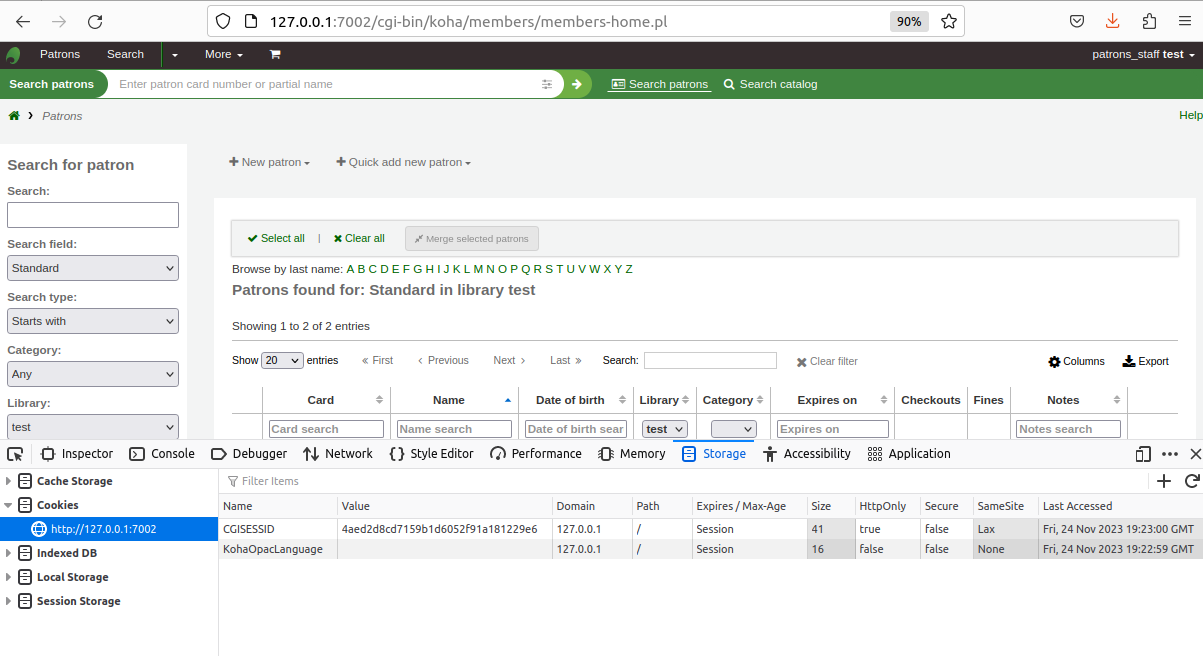 127.0.0.1:7002/cgi-bin/koha/members/members-home.pl 90%
Patrons Search More patrons_staff test
Search patrons Enter patron card number or partial name Search patrons Search catalog
Patrons Help
Search for patron
Search:
Search field:
Standard
Search type:
Starts with
Category:
Any
Library:
test
New patron Quick add new patron
Select all | Clear all Merge selected patrons
Browse by last name: A B C D E F G H I J K L M N O P Q R S T U V W X Y Z
Patrons found for: Standard in library test
Showing 1 to 2 of 2 entries
Show 20 entries « First ‹ Previous Next › Last » Search: Clear filter Columns Export
Card Name Date of birth Library Category Expires on Checkouts Fines Notes
Card search Name search Date of birth sear test Expires on Notes search
Inspector Console Debugger Network Style Editor Performance Memory Storage Accessibility Application
Cache Storage
Cookies
http://127.0.0.1:7002
Indexed DB
Local Storage
Session Storage
Filter Items
Name Value Domain Path Expires / Max-Age Size HttpOnly Secure SameSite Last Accessed
CGISESSID 4aed2d8cd7159b1d6052f91a181229e6 127.0.0.1 / Session 41 true false Lax Fri, 24 Nov 2023 19:23:00 GMT
KohaOpacLanguage 127.0.0.1 / Session 16 false false None Fri, 24 Nov 2023 19:22:59 GMT